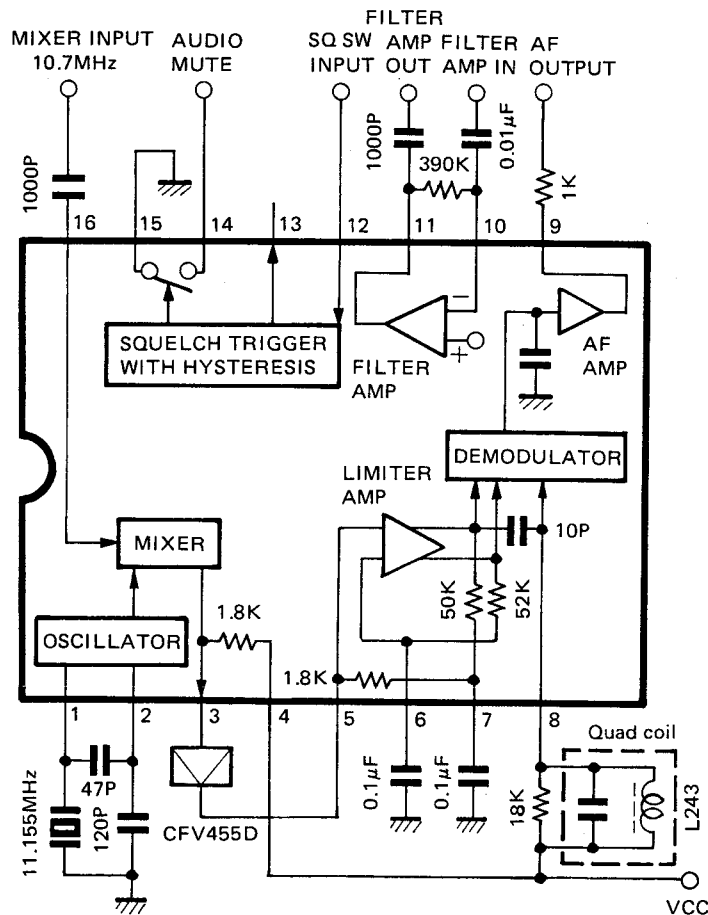 MIXER INPUT
10.7MHz
AUDIO
MUTE
SQ SW
INPUT
FILTER
AMP
OUT
FILTER
AMP IN
AF
OUTPUT
1000P
1000P
0.01μF
390K
1K
16
15
14
13
12
11
10
9
SQUELCH TRIGGER
WITH HYSTERESIS
FILTER
AMP
−
+
AF
AMP
DEMODULATOR
LIMITER
AMP
10P
MIXER
OSCILLATOR
1.8K
50K
52K
1.8K
1
2
3
4
5
6
7
8
47P
11.155MHz
120P
CFV455D
0.1μF
0.1μF
18K
Quad coil
L243
VCC